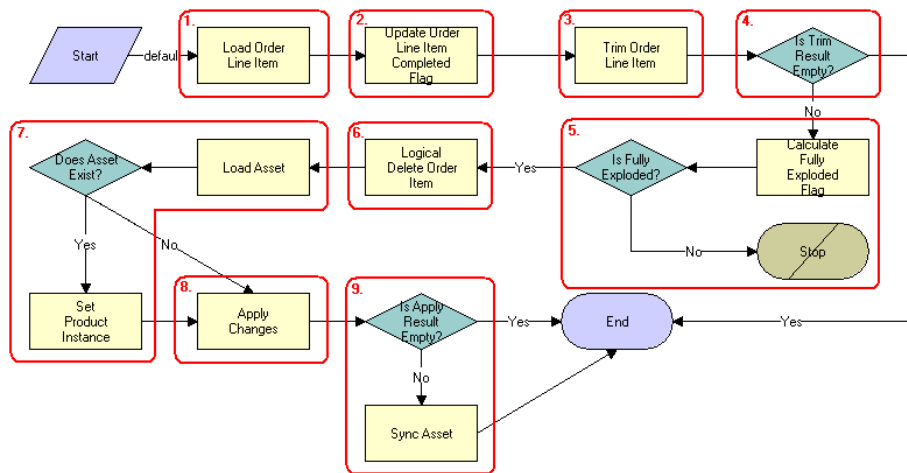 1.
2.
3.
4.
Start
default
Load Order
Line Item
Update Order
Line Item
Completed
Flag
Trim Order
Line Item
Is Trim
Result
Empty?
No
7.
6.
5.
Does Asset
Exist?
Load Asset
Logical
Delete Order
Item
Yes
Is Fully
Exploded?
Calculate
Fully
Exploded
Flag
Yes
No
No
Stop
8.
9.
Set
Product
Instance
Apply
Changes
Is Apply
Result
Empty?
Yes
End
Yes
No
Sync Asset